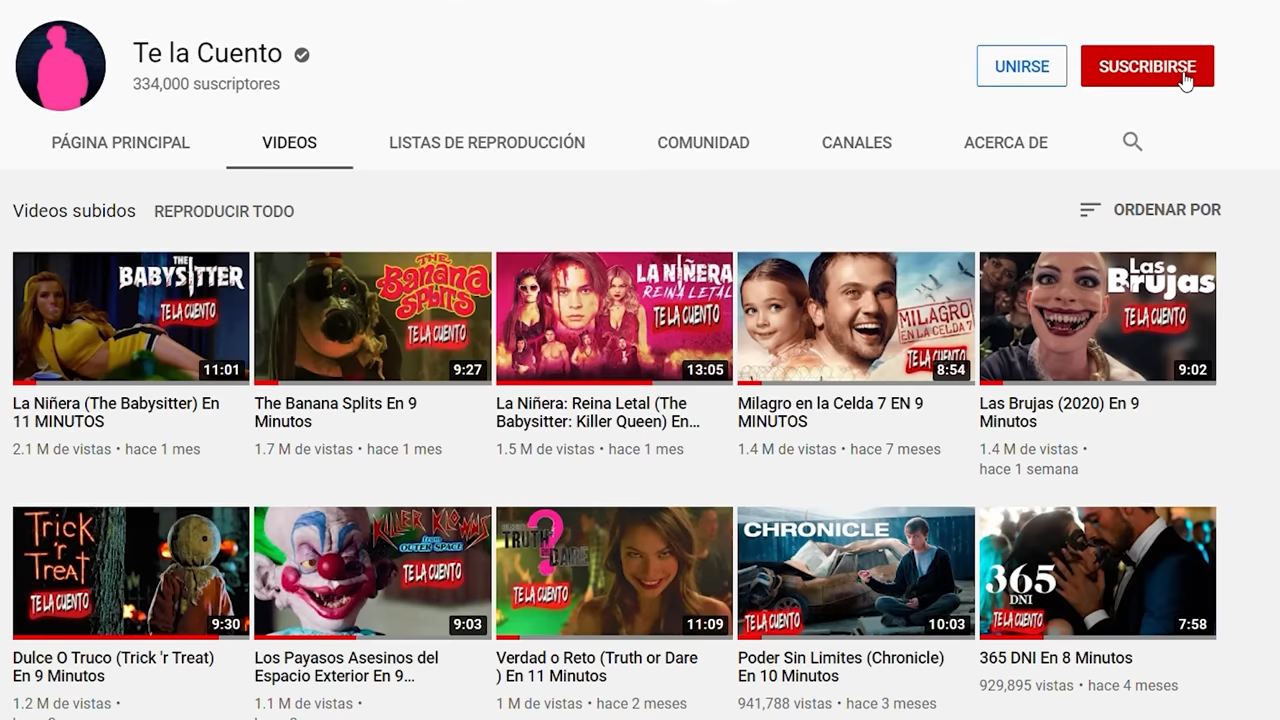 Te la Cuento
334,000 suscriptores
UNIRSE
SUSCRIBIRSE
PÁGINA PRINCIPAL
VIDEOS
LISTAS DE REPRODUCCIÓN
COMUNIDAD
CANALES
ACERCA DE
Videos subidos
REPRODUCIR TODO
ORDENAR POR
THE
BABYSITTER
TE LA CUENTO
11:01
THE
Banana
Splits
TE LA CUENTO
9:27
LA NIÑERA
REINA LETAL
TE LA CUENTO
13:05
MILAGRO
EN LA CELDA 7
TE LA CUENTO
8:54
Las
Brujas
TE LA CUENTO
9:02
La Niñera (The Babysitter) En
11 MINUTOS
2.1 M de vistas • hace 1 mes
The Banana Splits En 9
Minutos
1.7 M de vistas • hace 1 mes
La Niñera: Reina Letal (The
Babysitter: Killer Queen) En...
1.5 M de vistas • hace 1 mes
Milagro en la Celda 7 EN 9
MINUTOS
1.4 M de vistas • hace 7 meses
Las Brujas (2020) En 9
Minutos
1.4 M de vistas •
hace 1 semana
Trick
'r
Treat
TE LA CUENTO
9:30
KILLER KLOWNS
from
OUTER SPACE
TE LA CUENTO
9:03
TRUTH
DARE
TE LA CUENTO
11:09
CHRONICLE
TE LA CUENTO
10:03
365
DNI
TE LA CUENTO
7:58
Dulce O Truco (Trick 'r Treat)
En 9 Minutos
1.2 M de vistas •
Los Payasos Asesinos del
Espacio Exterior En 9...
1.1 M de vistas •
Verdad o Reto (Truth or Dare
) En 11 Minutos
1 M de vistas • hace 2 meses
Poder Sin Limites (Chronicle)
En 10 Minutos
941,788 vistas • hace 3 meses
365 DNI En 8 Minutos
929,895 vistas • hace 4 meses